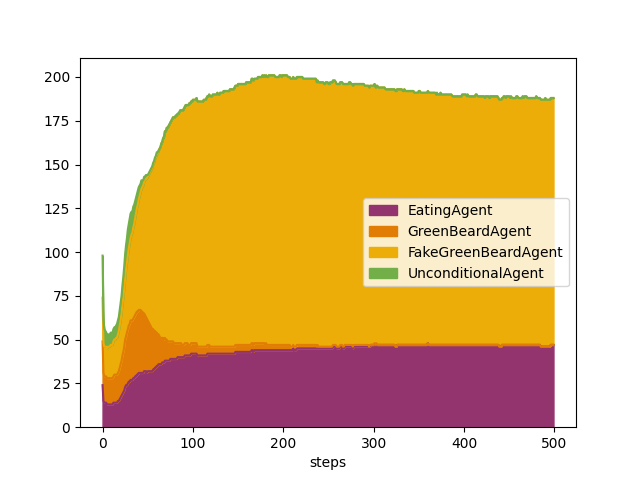 200
175
150
125
100
75
50
25
0
EatingAgent
GreenBeardAgent
FakeGreenBeardAgent
UnconditionalAgent
0 100 200 300 400 500
steps